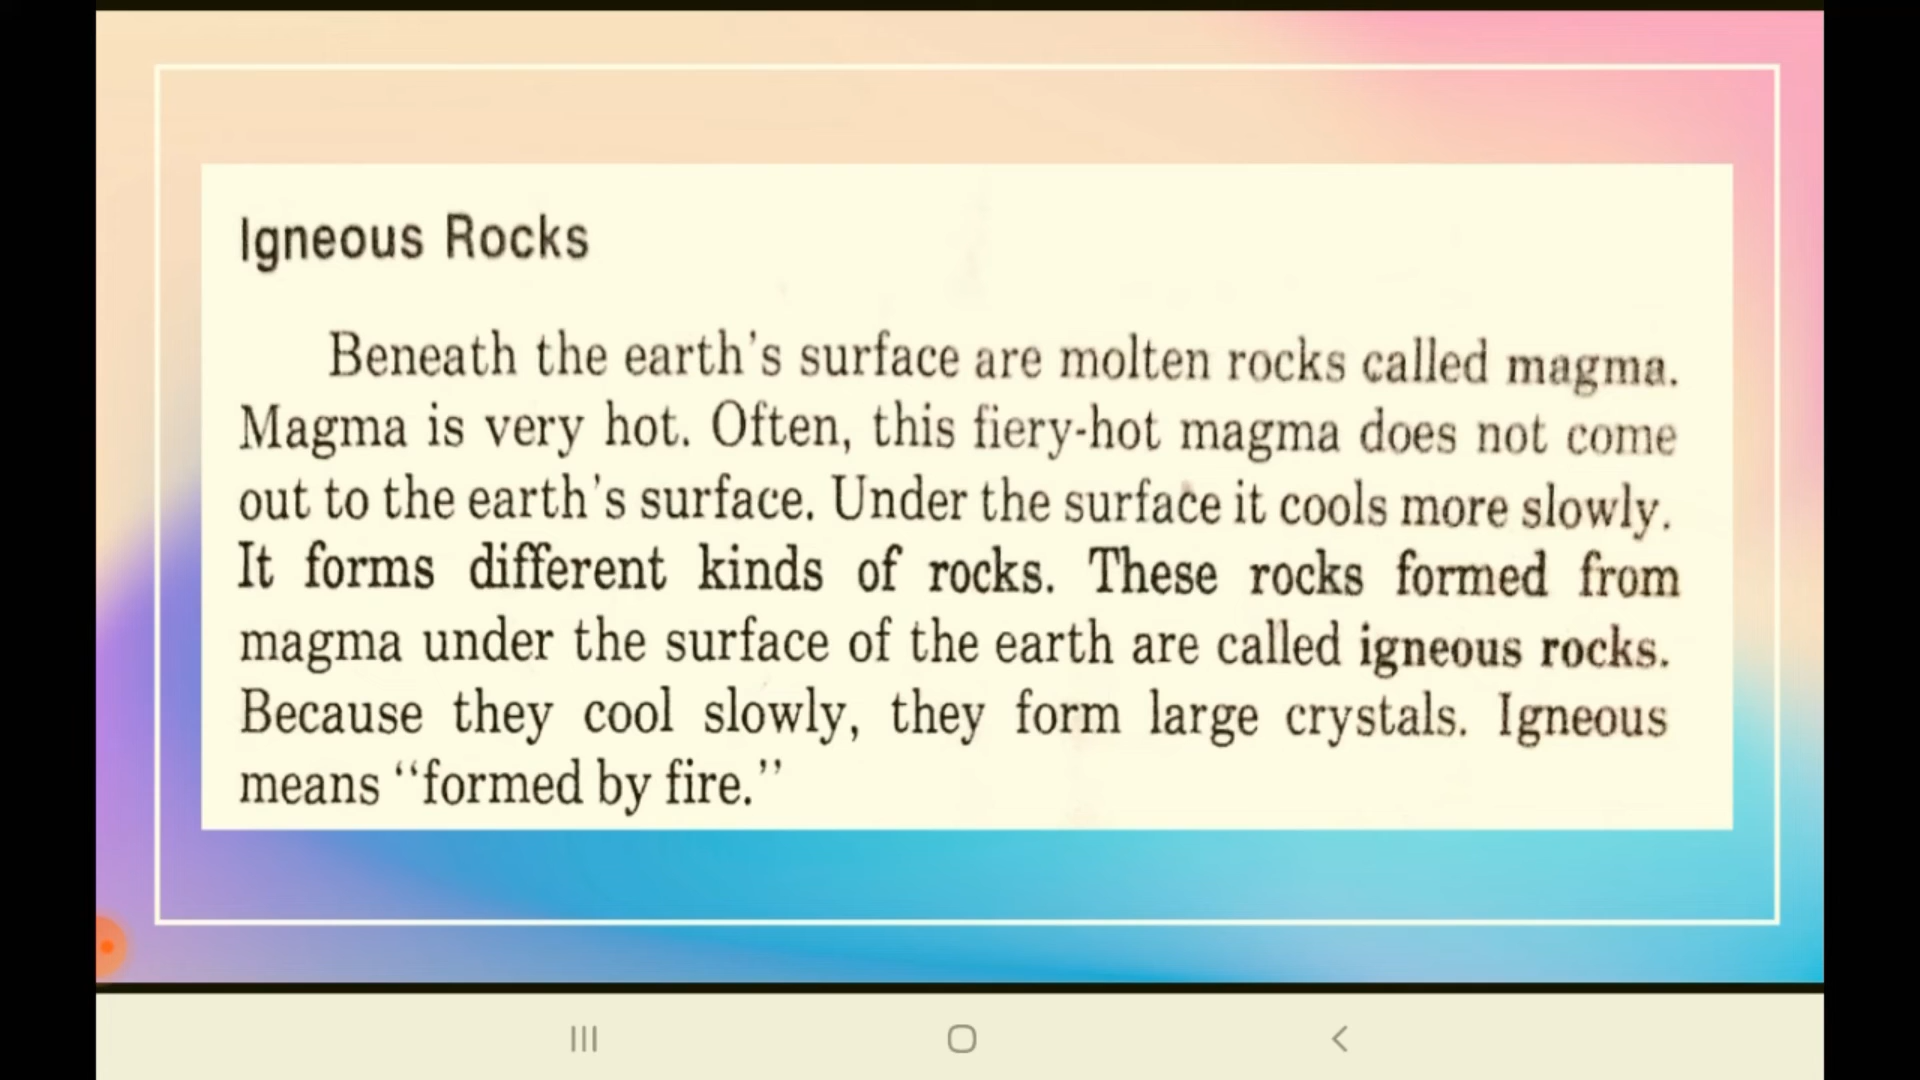 Igneous Rocks
Beneath the earth's surface are molten rocks called magma.
Magma is very hot. Often, this fiery-hot magma does not come
out to the earth's surface. Under the surface it cools more slowly.
It forms different kinds of rocks. These rocks formed from
magma under the surface of the earth are called igneous rocks.
Because they cool slowly, they form large crystals. Igneous
means “formed by fire.”